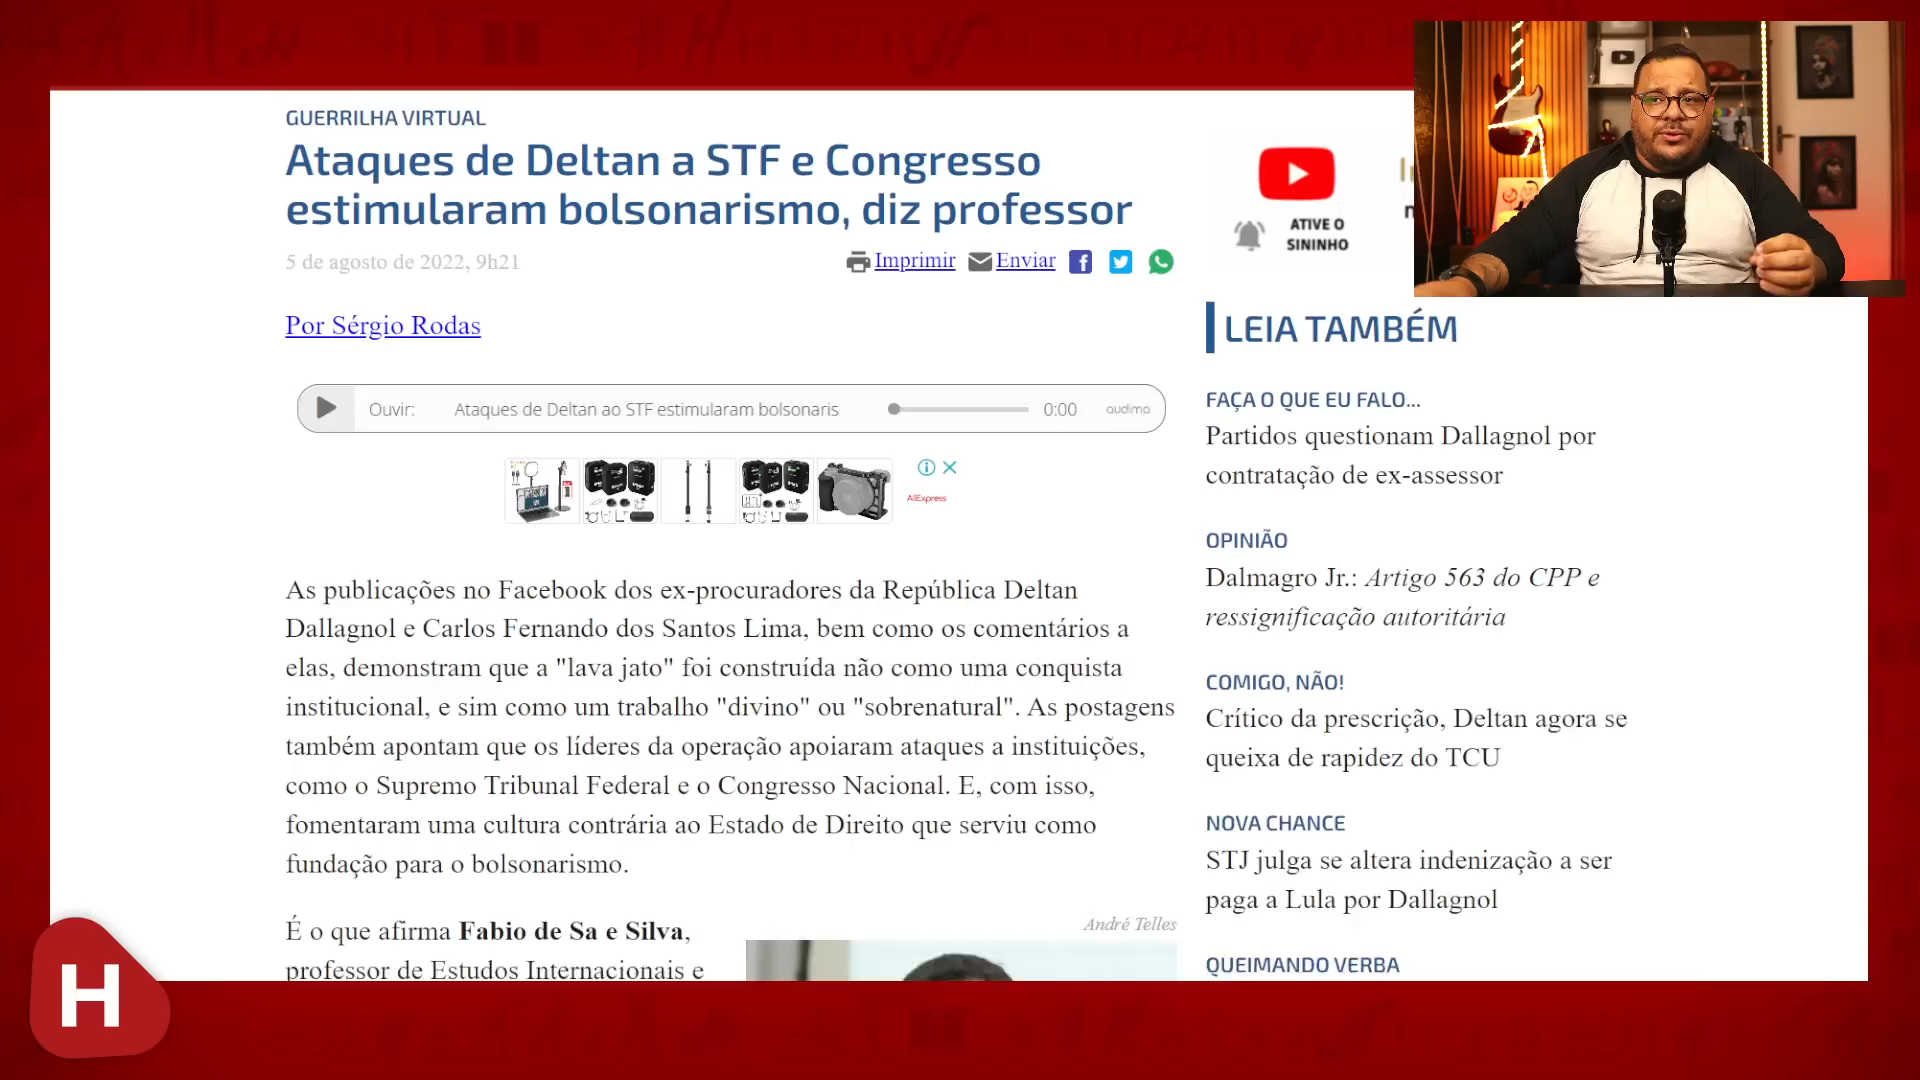 GUERRILHA VIRTUAL
Ataques de Deltan a STF e Congresso
estimularam bolsonarismo, diz professor
5 de agosto de 2022, 9h21
Imprimir Enviar
Por Sérgio Rodas
Ouvir: Ataques de Deltan ao STF estimularam bolsonaris 0:00 audima
AliExpress
As publicações no Facebook dos ex-procuradores da República Deltan
Dallagnol e Carlos Fernando dos Santos Lima, bem como os comentários a
elas, demonstram que a "lava jato" foi construída não como uma conquista
institucional, e sim como um trabalho "divino" ou "sobrenatural". As postagens
também apontam que os líderes da operação apoiaram ataques a instituições,
como o Supremo Tribunal Federal e o Congresso Nacional. E, com isso,
fomentaram uma cultura contrária ao Estado de Direito que serviu como
fundação para o bolsonarismo.
É o que afirma Fabio de Sa e Silva,
professor de Estudos Internacionais e
André Telles
ATIVE O
SININHO
LEIA TAMBÉM
FAÇA O QUE EU FALO...
Partidos questionam Dallagnol por
contratação de ex-assessor
OPINIÃO
Dalmagro Jr.: Artigo 563 do CPP e
ressignificação autoritária
COMIGO, NÃO!
Crítico da prescrição, Deltan agora se
queixa de rapidez do TCU
NOVA CHANCE
STJ julga se altera indenização a ser
paga a Lula por Dallagnol
QUEIMANDO VERBA
H